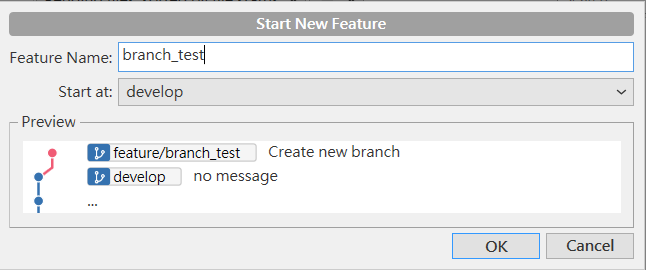 Start New Feature
Feature Name: branch_test
Start at: develop
Preview
feature/branch_test Create new branch
develop no message
...
OK Cancel